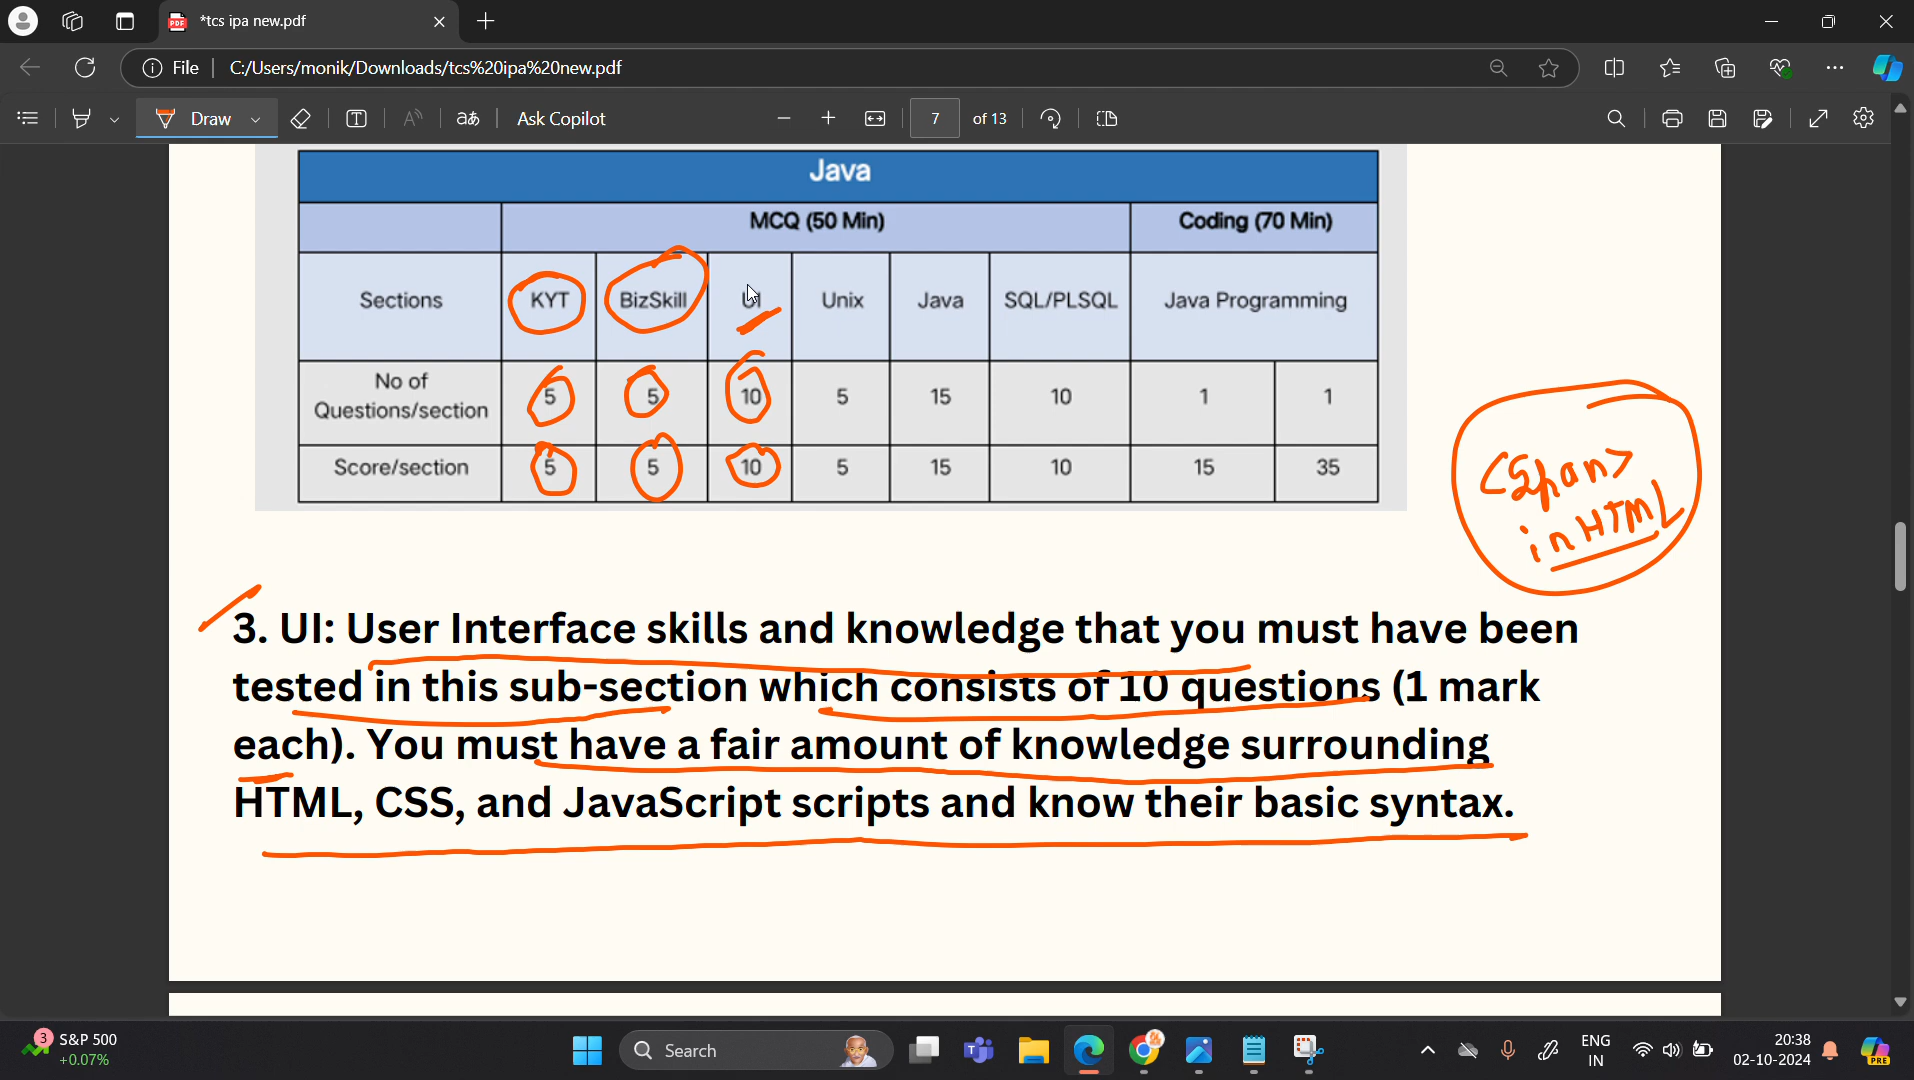 *tcs ipa new.pdf
File
C:/Users/monik/Downloads/tcs%20ipa%20new.pdf
Draw
Ask Copilot
7 of 13
Java
MCQ (50 Min) Coding (70 Min)
Sections KYT BizSkill UI Unix Java SQL/PLSQL Java Programming
No of
Questions/section 5 5 10 5 15 10 1 1
Score/section 5 5 10 5 15 10 15 35
<Span>
in HTML
3. UI: User Interface skills and knowledge that you must have been
tested in this sub-section which consists of 10 questions (1 mark
each). You must have a fair amount of knowledge surrounding
HTML, CSS, and JavaScript scripts and know their basic syntax.
3
S&P 500
+0.07%
Search
ENG
IN
20:38
02-10-2024
PRE